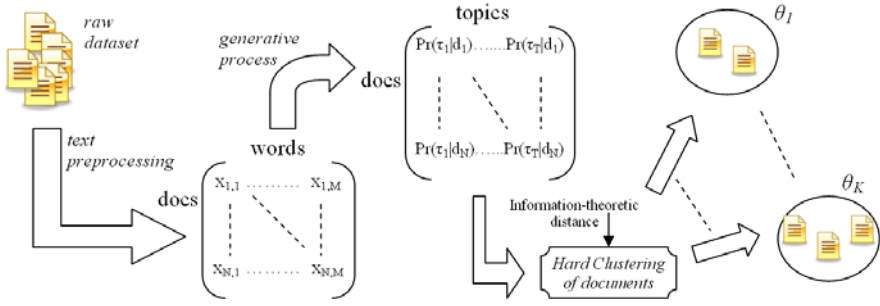 raw
dataset
text
preprocessing
words
docs
X1,1 ......... X1,M
XN,1 ......... XN,M
generative
process
topics
docs
Pr(τ1|d1).......Pr(τT|d1)
Pr(τ1|dN)......Pr(τT|dN)
Information-theoretic
distance
Hard Clustering
of documents
θ1
θK